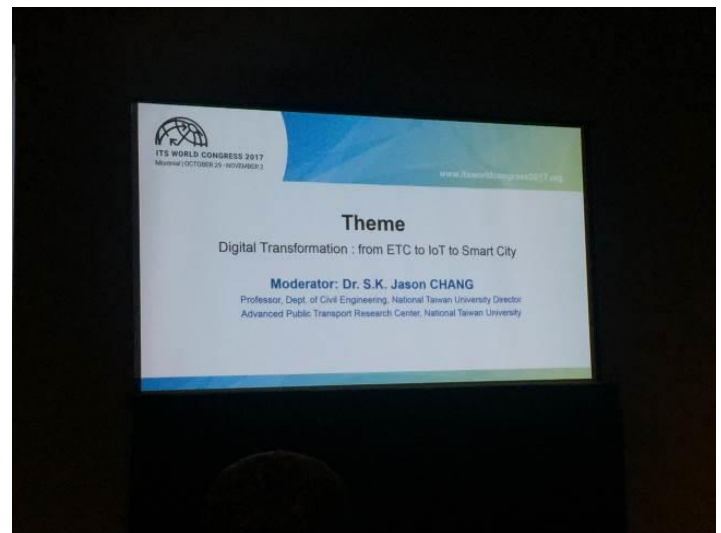 ITS WORLD CONGRESS 2017
Montréal | OCTOBER 29 - NOVEMBER 2
www.itsworldcongress2017.org
Theme
Digital Transformation : from ETC to IoT to Smart City
Moderator: Dr. S.K. Jason CHANG
Professor, Dept. of Civil Engineering, National Taiwan University Director
Advanced Public Transport Research Center, National Taiwan University